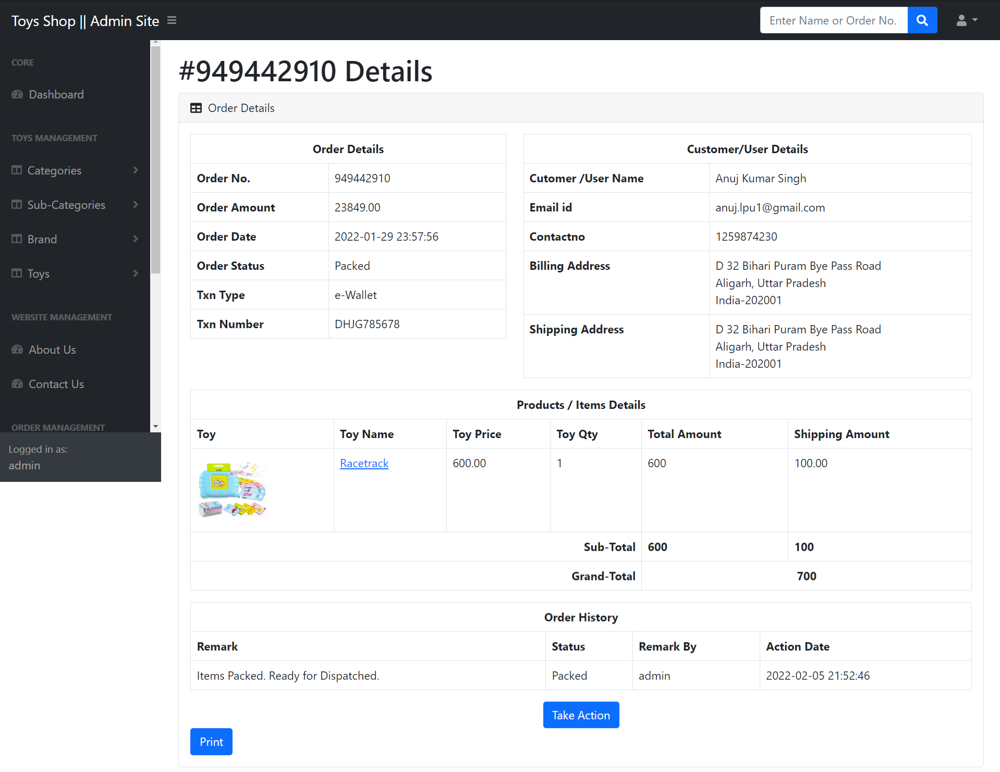 Toys Shop || Admin Site
Enter Name or Order No.
CORE
Dashboard
TOYS MANAGEMENT
Categories
Sub-Categories
Brand
Toys
WEBSITE MANAGEMENT
About Us
Contact Us
ORDER MANAGEMENT
Logged in as:
admin
#949442910 Details
Order Details
Order Details
Order No. 949442910
Order Amount 23849.00
Order Date 2022-01-29 23:57:56
Order Status Packed
Txn Type e-Wallet
Txn Number DHJG785678
Customer/User Details
Cutomer /User Name Anuj Kumar Singh
Email id anuj.lpu1@gmail.com
Contactno 1259874230
Billing Address D 32 Bihari Puram Bye Pass Road
Aligarh, Uttar Pradesh
India-202001
Shipping Address D 32 Bihari Puram Bye Pass Road
Aligarh, Uttar Pradesh
India-202001
Products / Items Details
Toy Toy Name Toy Price Toy Qty Total Amount Shipping Amount
Racetrack 600.00 1 600 100.00
Sub-Total 600 100
Grand-Total 700
Order History
Remark Status Remark By Action Date
Items Packed. Ready for Dispatched. Packed admin 2022-02-05 21:52:46
Take Action
Print